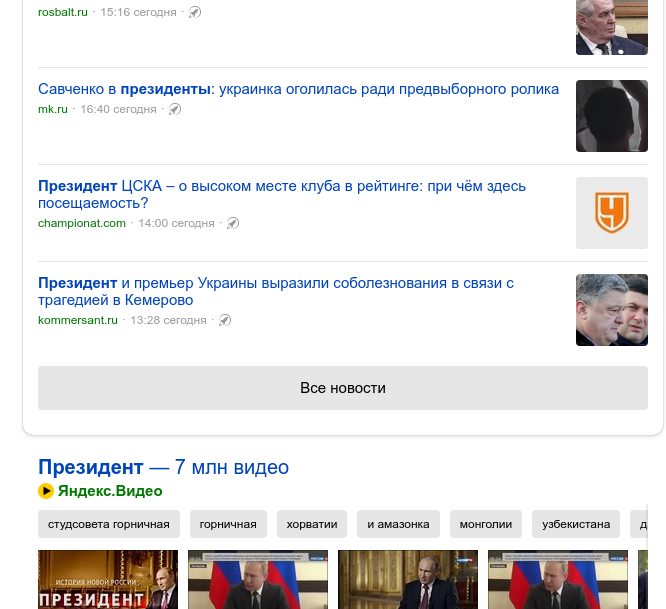 rosbalt.ru · 15:16 сегодня ·
Савченко в президенты: украинка оголилась ради предвыборного ролика
mk.ru · 16:40 сегодня ·
Президент ЦСКА – о высоком месте клуба в рейтинге: при чём здесь
посещаемость?
championat.com · 14:00 сегодня ·
Президент и премьер Украины выразили соболезнования в связи с
трагедией в Кемерово
kommersant.ru · 13:28 сегодня ·
Все новости
Президент — 7 млн видео
Яндекс.Видео
студсовета горничная горничная хорватии и амазонка монголии узбекистана
ИСТОРИЯ НОВОЙ РОССИИ
ПРЕЗИДЕНТ